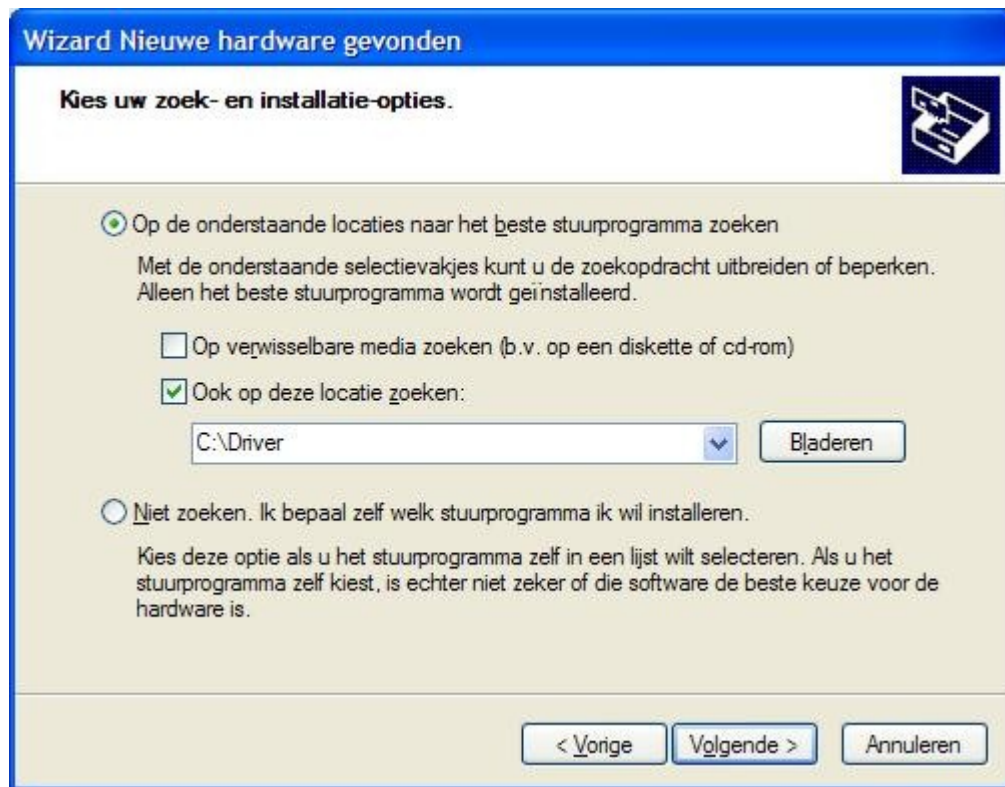 Wizard Nieuwe hardware gevonden
Kies uw zoek- en installatie-opties.
Op de onderstaande locaties naar het beste stuurprogramma zoeken
Met de onderstaande selectievakjes kunt u de zoekopdracht uitbreiden of beperken.
Alleen het beste stuurprogramma wordt geïnstalleerd.
Op verwisselbare media zoeken (b.v. op een diskette of cd-rom)
Ook op deze locatie zoeken:
C:\Driver
Bladeren
Niet zoeken. Ik bepaal zelf welk stuurprogramma ik wil installeren.
Kies deze optie als u het stuurprogramma zelf in een lijst wilt selecteren. Als u het
stuurprogramma zelf kiest, is echter niet zeker of die software de beste keuze voor de
hardware is.
< Vorige
Volgende >
Annuleren